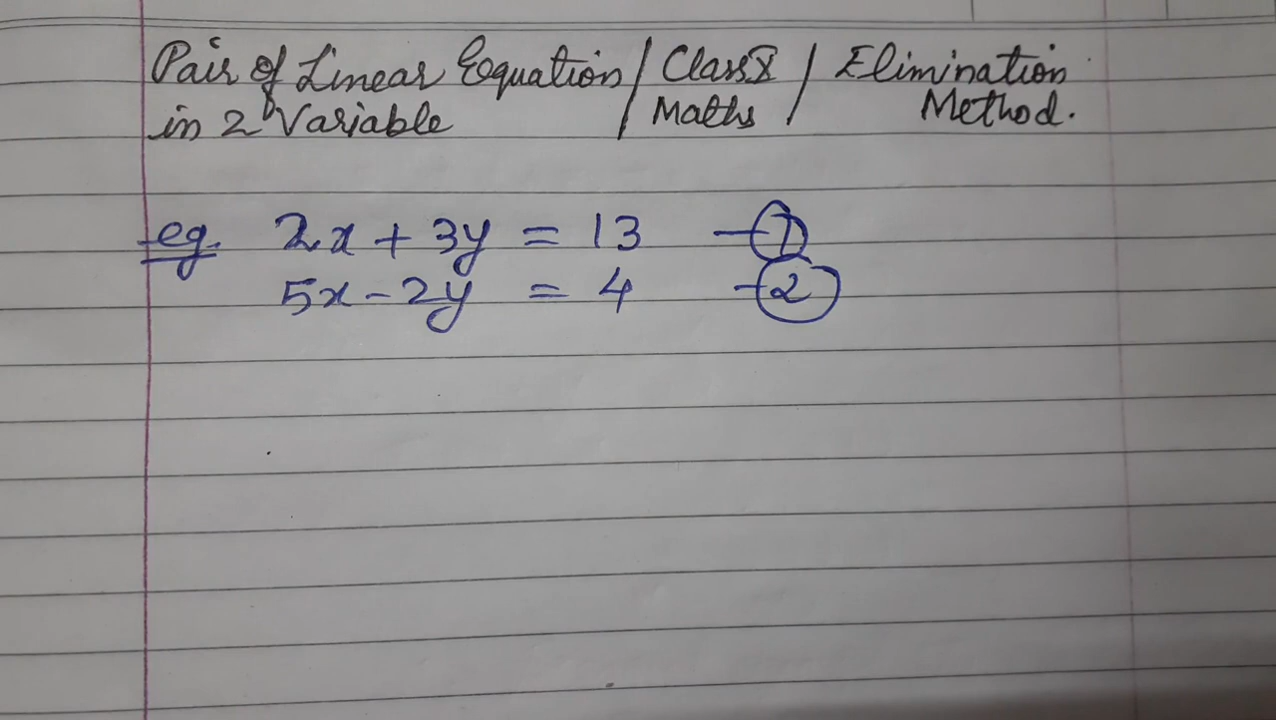 Pair of Linear Equation / Class X / Elimination
in 2 Variable / Maths / Method.
eg. 2x + 3y = 13 - 1
5x - 2y = 4 - 2